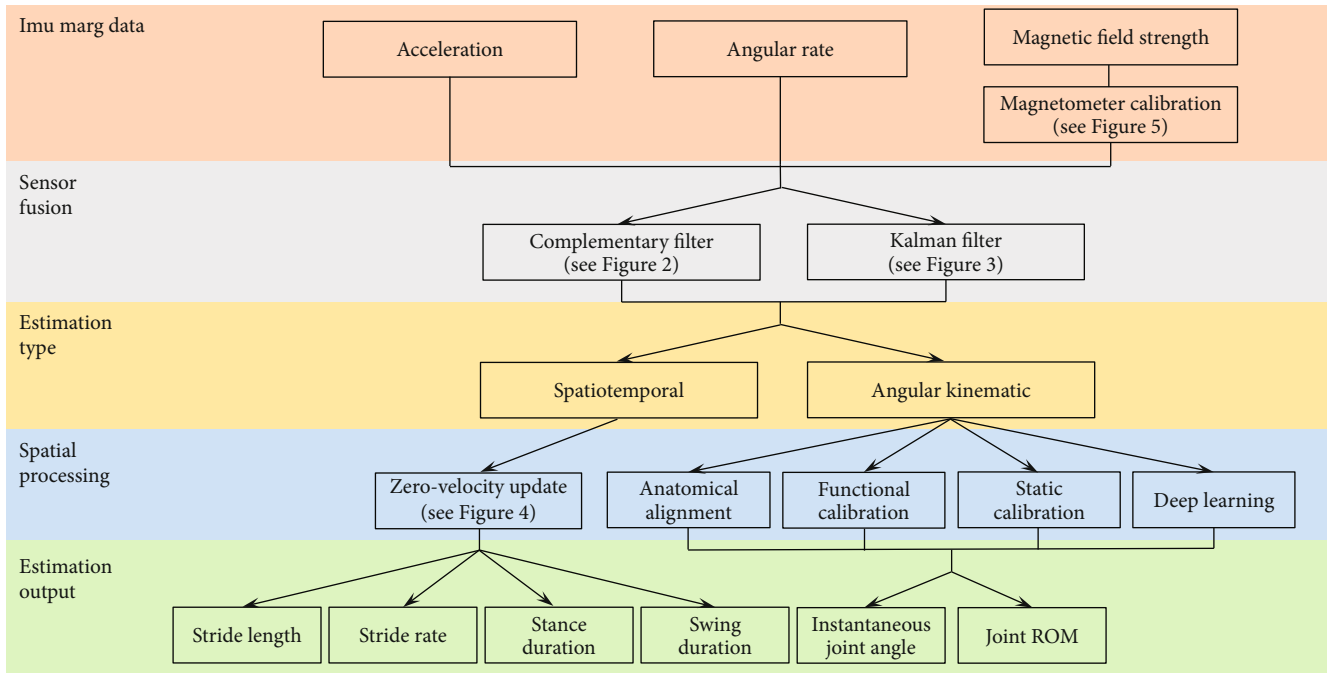 Imu marg data
Acceleration
Angular rate
Magnetic field strength
Magnetometer calibration
(see Figure 5)
Sensor
fusion
Complementary filter
(see Figure 2)
Kalman filter
(see Figure 3)
Estimation
type
Spatiotemporal
Angular kinematic
Spatial
processing
Zero-velocity update
(see Figure 4)
Anatomical
alignment
Functional
calibration
Static
calibration
Deep learning
Estimation
output
Stride length
Stride rate
Stance
duration
Swing
duration
Instantaneous
joint angle
Joint ROM